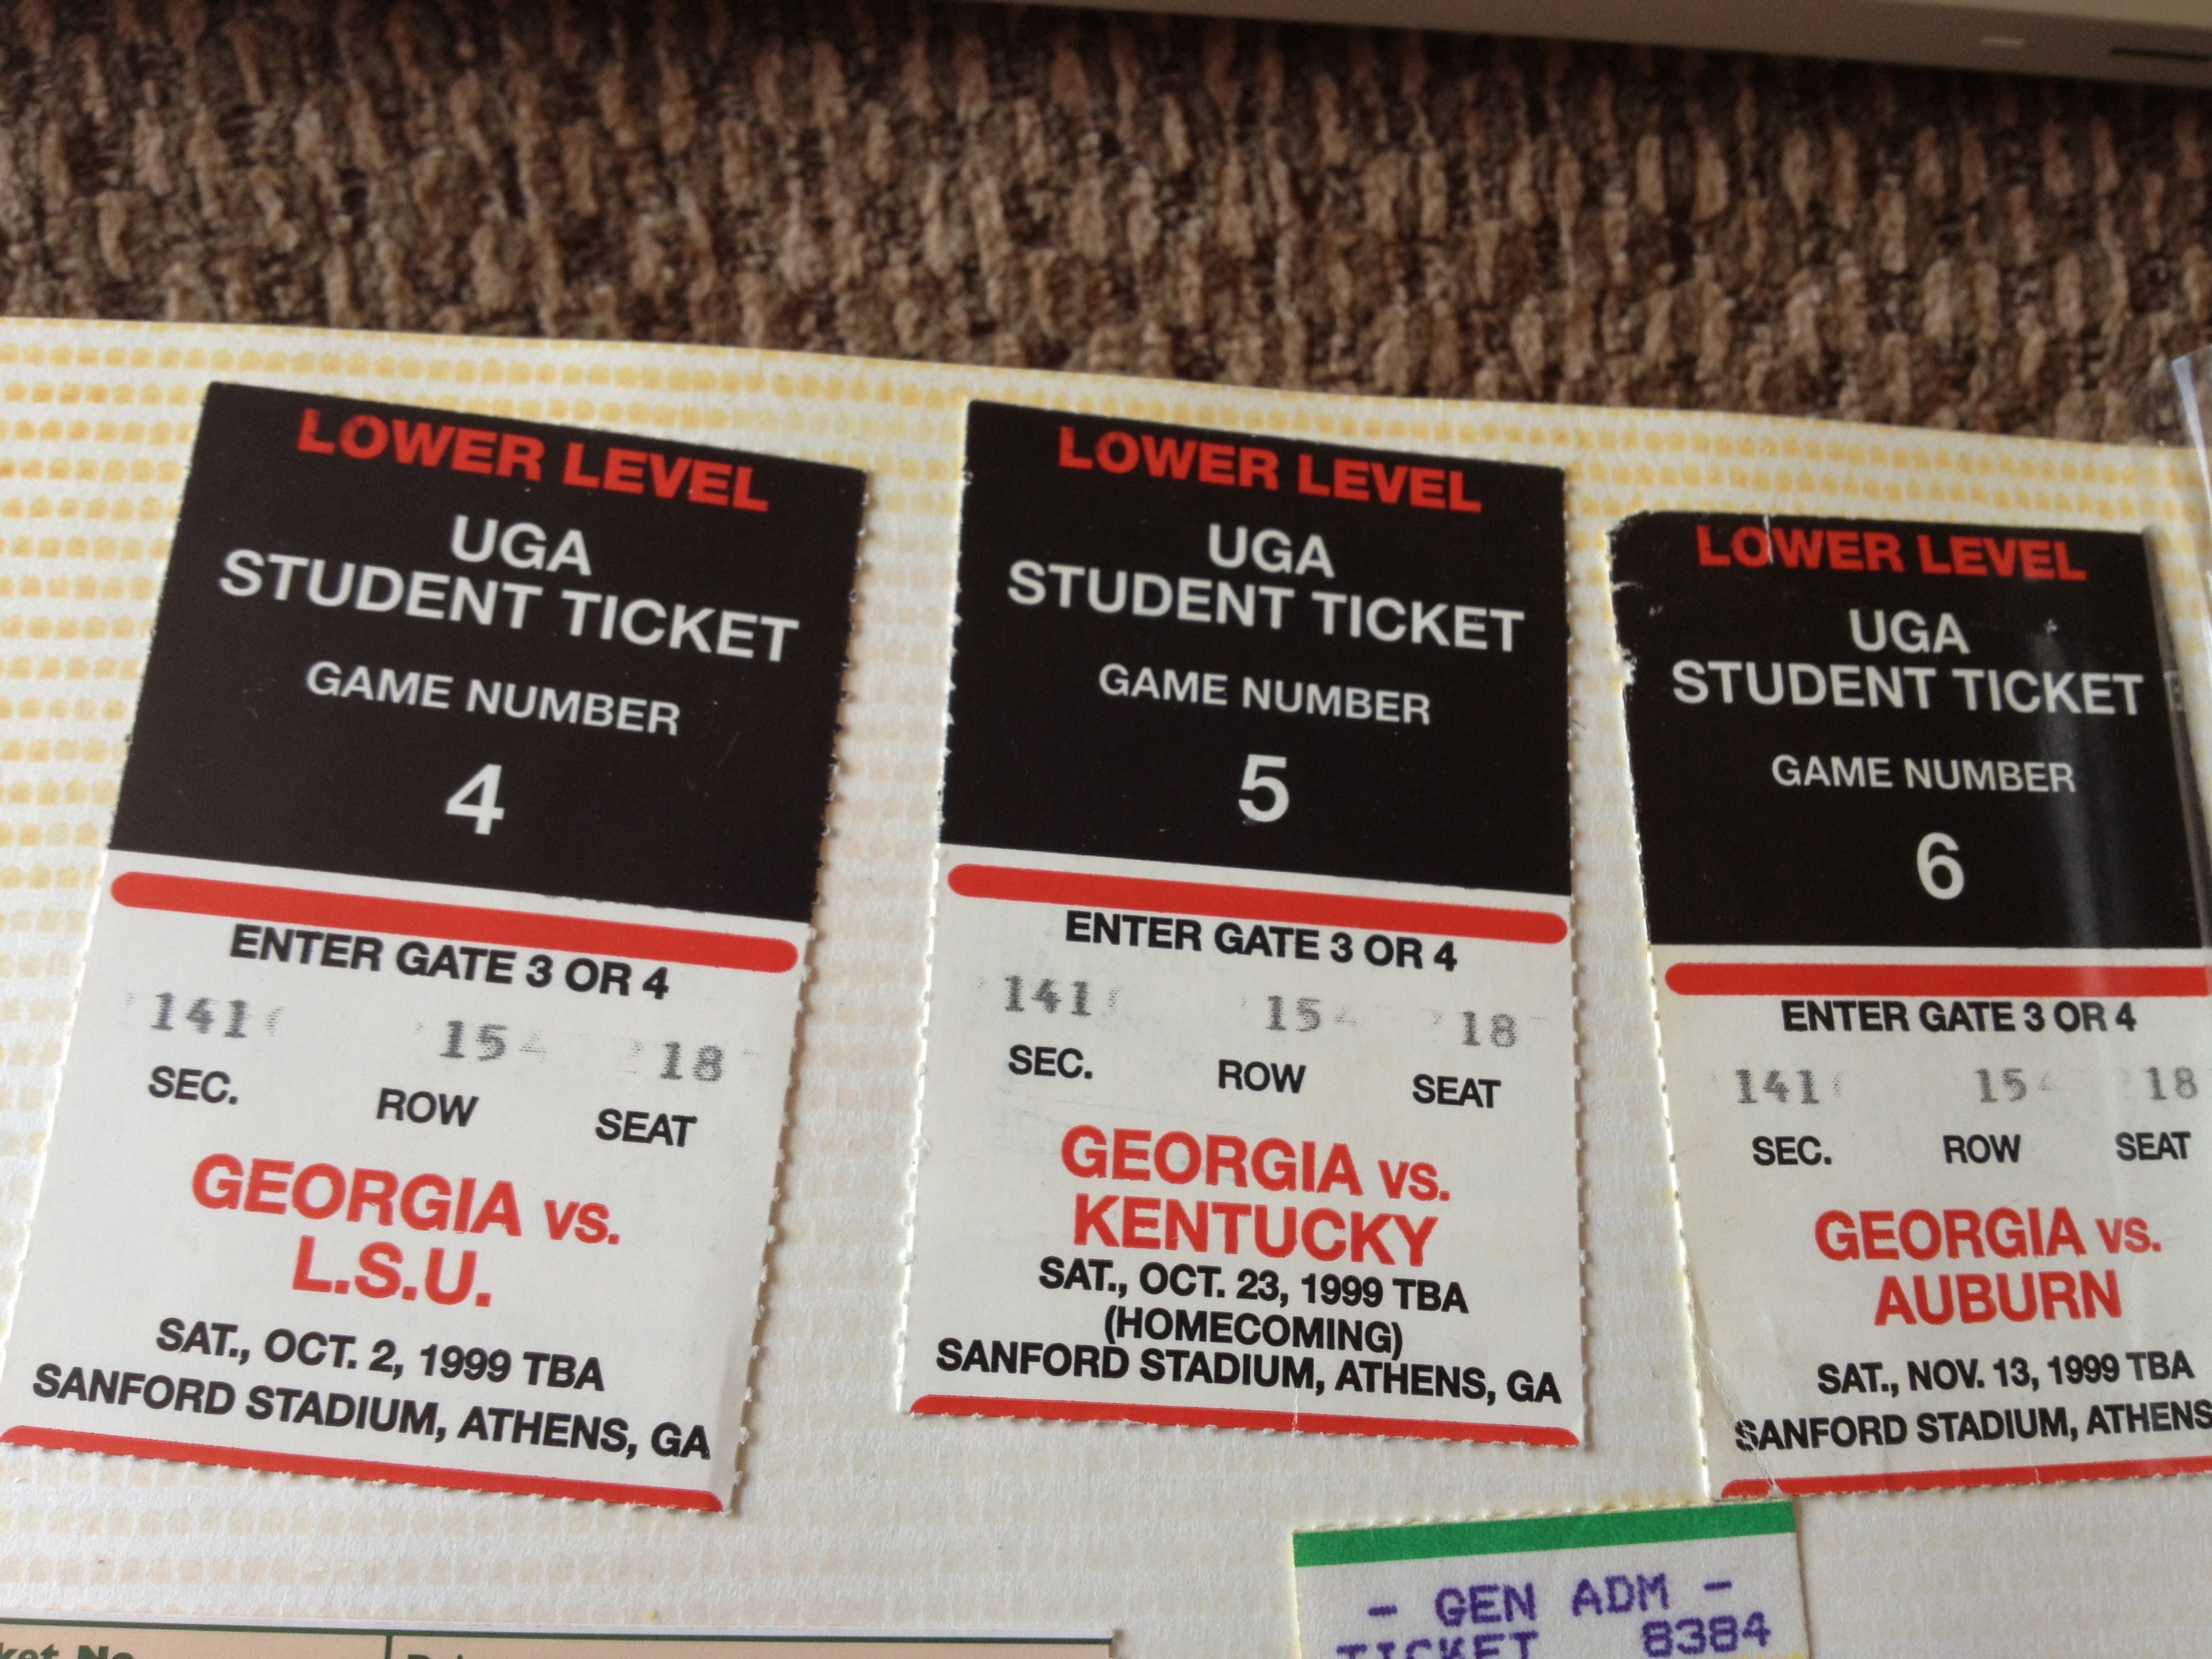 LOWER LEVEL
UGA
STUDENT TICKET
GAME NUMBER
4
ENTER GATE 3 OR 4
141 15 18
SEC. ROW SEAT
GEORGIA VS.
L.S.U.
SAT., OCT. 2, 1999 TBA
SANFORD STADIUM, ATHENS, GA
LOWER LEVEL
UGA
STUDENT TICKET
GAME NUMBER
5
ENTER GATE 3 OR 4
141 15 18
SEC. ROW SEAT
GEORGIA VS.
KENTUCKY
SAT., OCT. 23, 1999 TBA
(HOMECOMING)
SANFORD STADIUM, ATHENS, GA
LOWER LEVEL
UGA
STUDENT TICKET
GAME NUMBER
6
ENTER GATE 3 OR 4
141 15 18
SEC. ROW SEAT
GEORGIA VS.
AUBURN
SAT., NOV. 13, 1999 TBA
SANFORD STADIUM, ATHENS
- GEN ADM -
TICKET 8384
ket No.